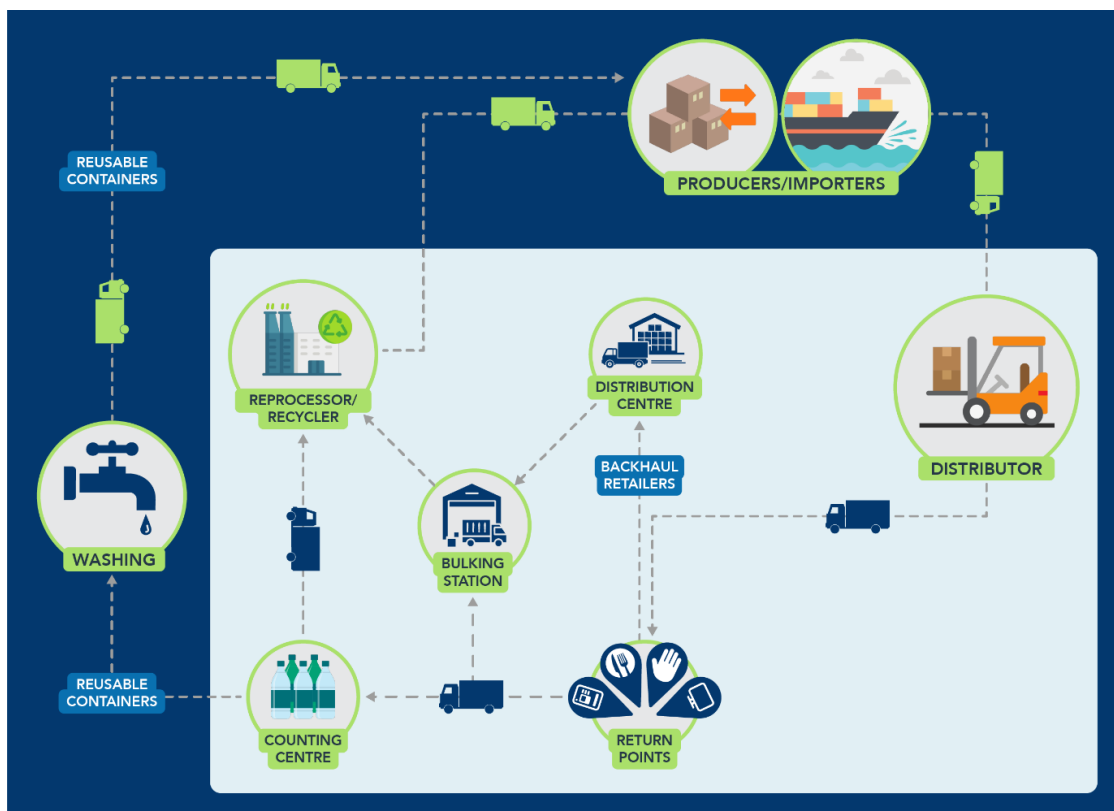 REUSABLE
CONTAINERS
PRODUCERS/IMPORTERS
REPROCESSOR/
RECYCLER
DISTRIBUTION
CENTRE
BACKHAUL
RETAILERS
DISTRIBUTOR
WASHING
BULKING
STATION
REUSABLE
CONTAINERS
COUNTING
CENTRE
RETURN
POINTS